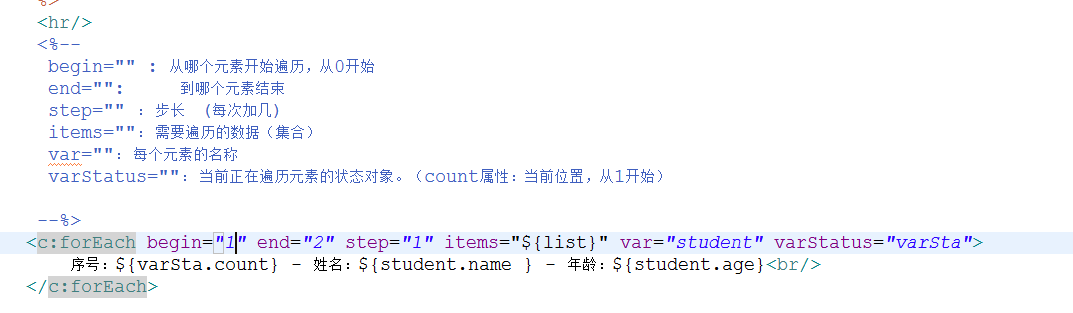 %>
<hr/>
<%--
begin="" : 从哪个元素开始遍历，从0开始
end="": 到哪个元素结束
step="" : 步长 (每次加几)
items="": 需要遍历的数据（集合）
var="": 每个元素的名称
varStatus="": 当前正在遍历元素的状态对象。（count属性：当前位置，从1开始）
--%>
<c:forEach begin="1" end="2" step="1" items="${list}" var="student" varStatus="varSta">
序号：${varSta.count} - 姓名：${student.name } - 年龄：${student.age}<br/>
</c:forEach>